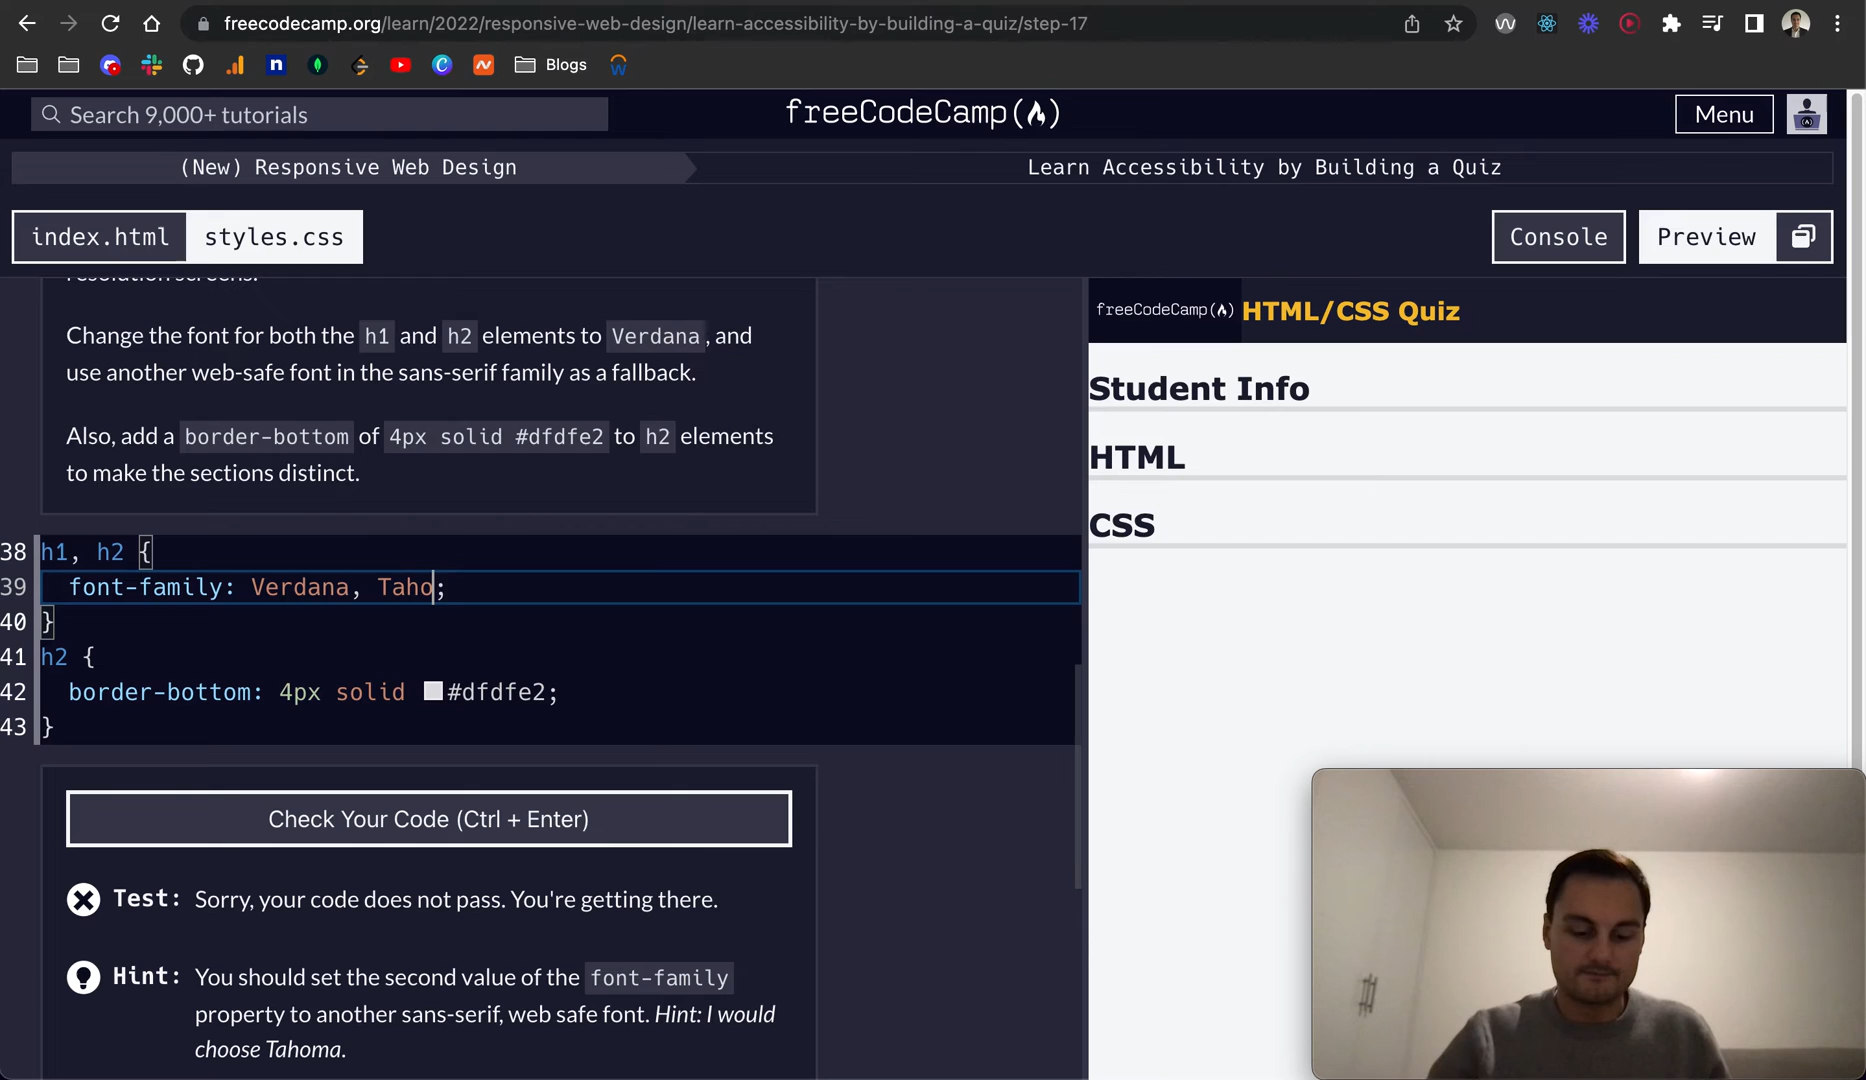 freecodecamp.org/learn/2022/responsive-web-design/learn-accessibility-by-building-a-quiz/step-17
Blogs
Search 9,000+ tutorials
freeCodeCamp(🔥)
Menu
(New) Responsive Web Design
Learn Accessibility by Building a Quiz
index.html
styles.css
Console
Preview
resolution screens.
Change the font for both the h1 and h2 elements to Verdana, and
use another web-safe font in the sans-serif family as a fallback.
Also, add a border-bottom of 4px solid #dfdfe2 to h2 elements
to make the sections distinct.
38 h1, h2 {
39 font-family: Verdana, Taho;
40 }
41 h2 {
42 border-bottom: 4px solid #dfdfe2;
43 }
Check Your Code (Ctrl + Enter)
Test: Sorry, your code does not pass. You're getting there.
Hint: You should set the second value of the font-family
property to another sans-serif, web safe font. Hint: I would
choose Tahoma.
freeCodeCamp(🔥) HTML/CSS Quiz
Student Info
HTML
CSS